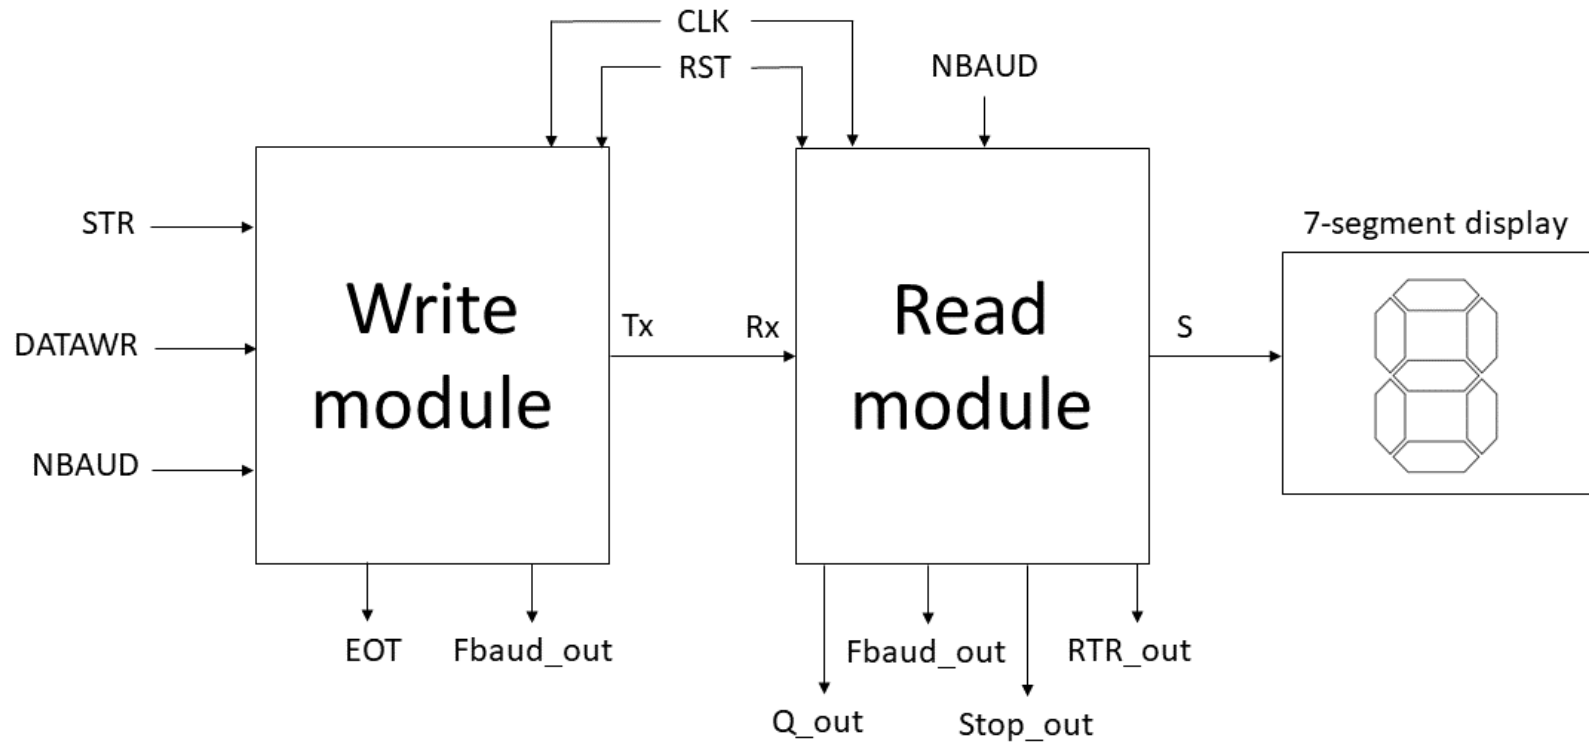 CLK
RST
NBAUD
STR
7-segment display
Write
module
Read
module
Tx
Rx
S
DATAWR
NBAUD
EOT
Fbaud_out
Fbaud_out
RTR_out
Q_out
Stop_out